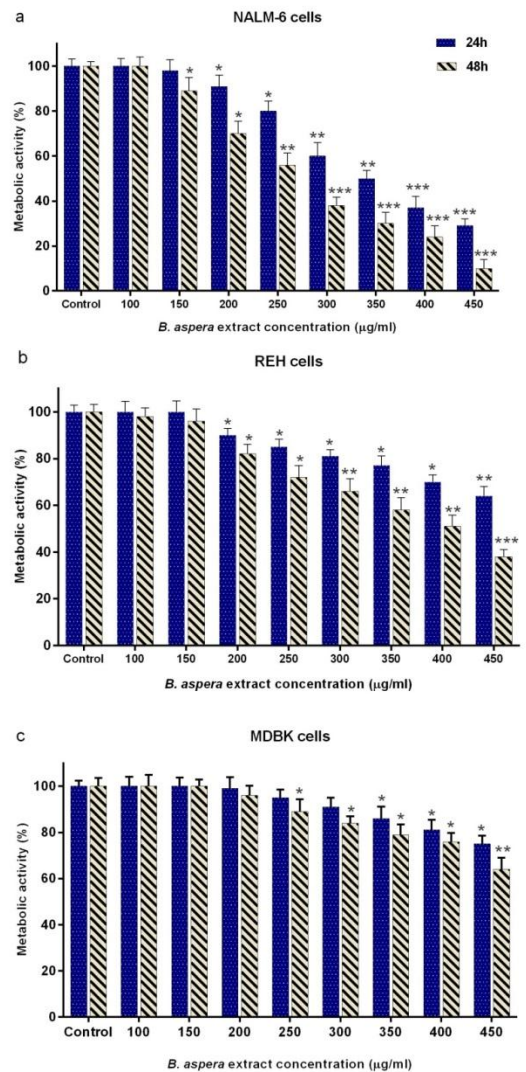 a
NALM-6 cells
24h
48h
Metabolic activity (%)
100
80
60
40
20
0
* * * * * ** *** ** *** *** *** *** ***
Control 100 150 200 250 300 350 400 450
B. aspera extract concentration (µg/ml)
b
REH cells
Metabolic activity (%)
100
80
60
40
20
0
* * * * * ** * ** * ** ** ***
Control 100 150 200 250 300 350 400 450
B. aspera extract concentration (µg/ml)
c
MDBK cells
Metabolic activity (%)
100
80
60
40
20
0
* * * * * * * **
Control 100 150 200 250 300 350 400 450
B. aspera extract concentration (µg/ml)